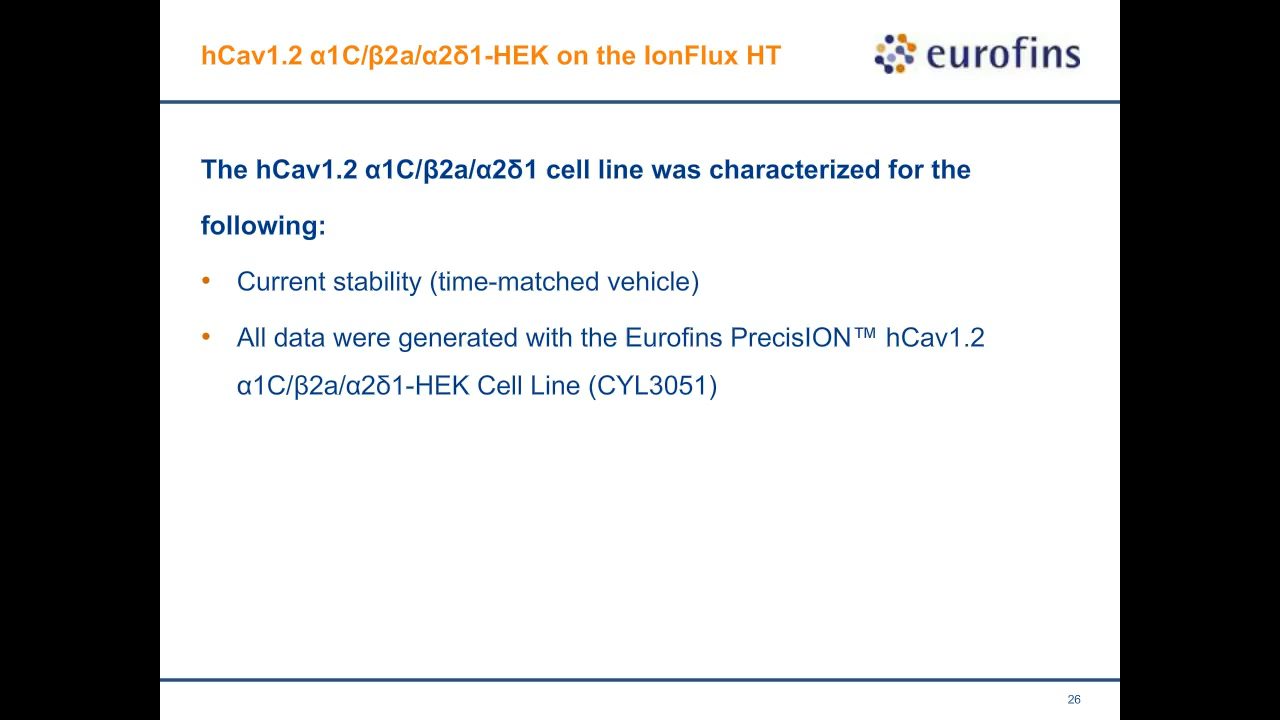 hCav1.2 α1C/β2a/α2δ1-HEK on the IonFlux HT
eurofins
The hCav1.2 α1C/β2a/α2δ1 cell line was characterized for the
following:
• Current stability (time-matched vehicle)
• All data were generated with the Eurofins PrecisION™ hCav1.2
α1C/β2a/α2δ1-HEK Cell Line (CYL3051)
26